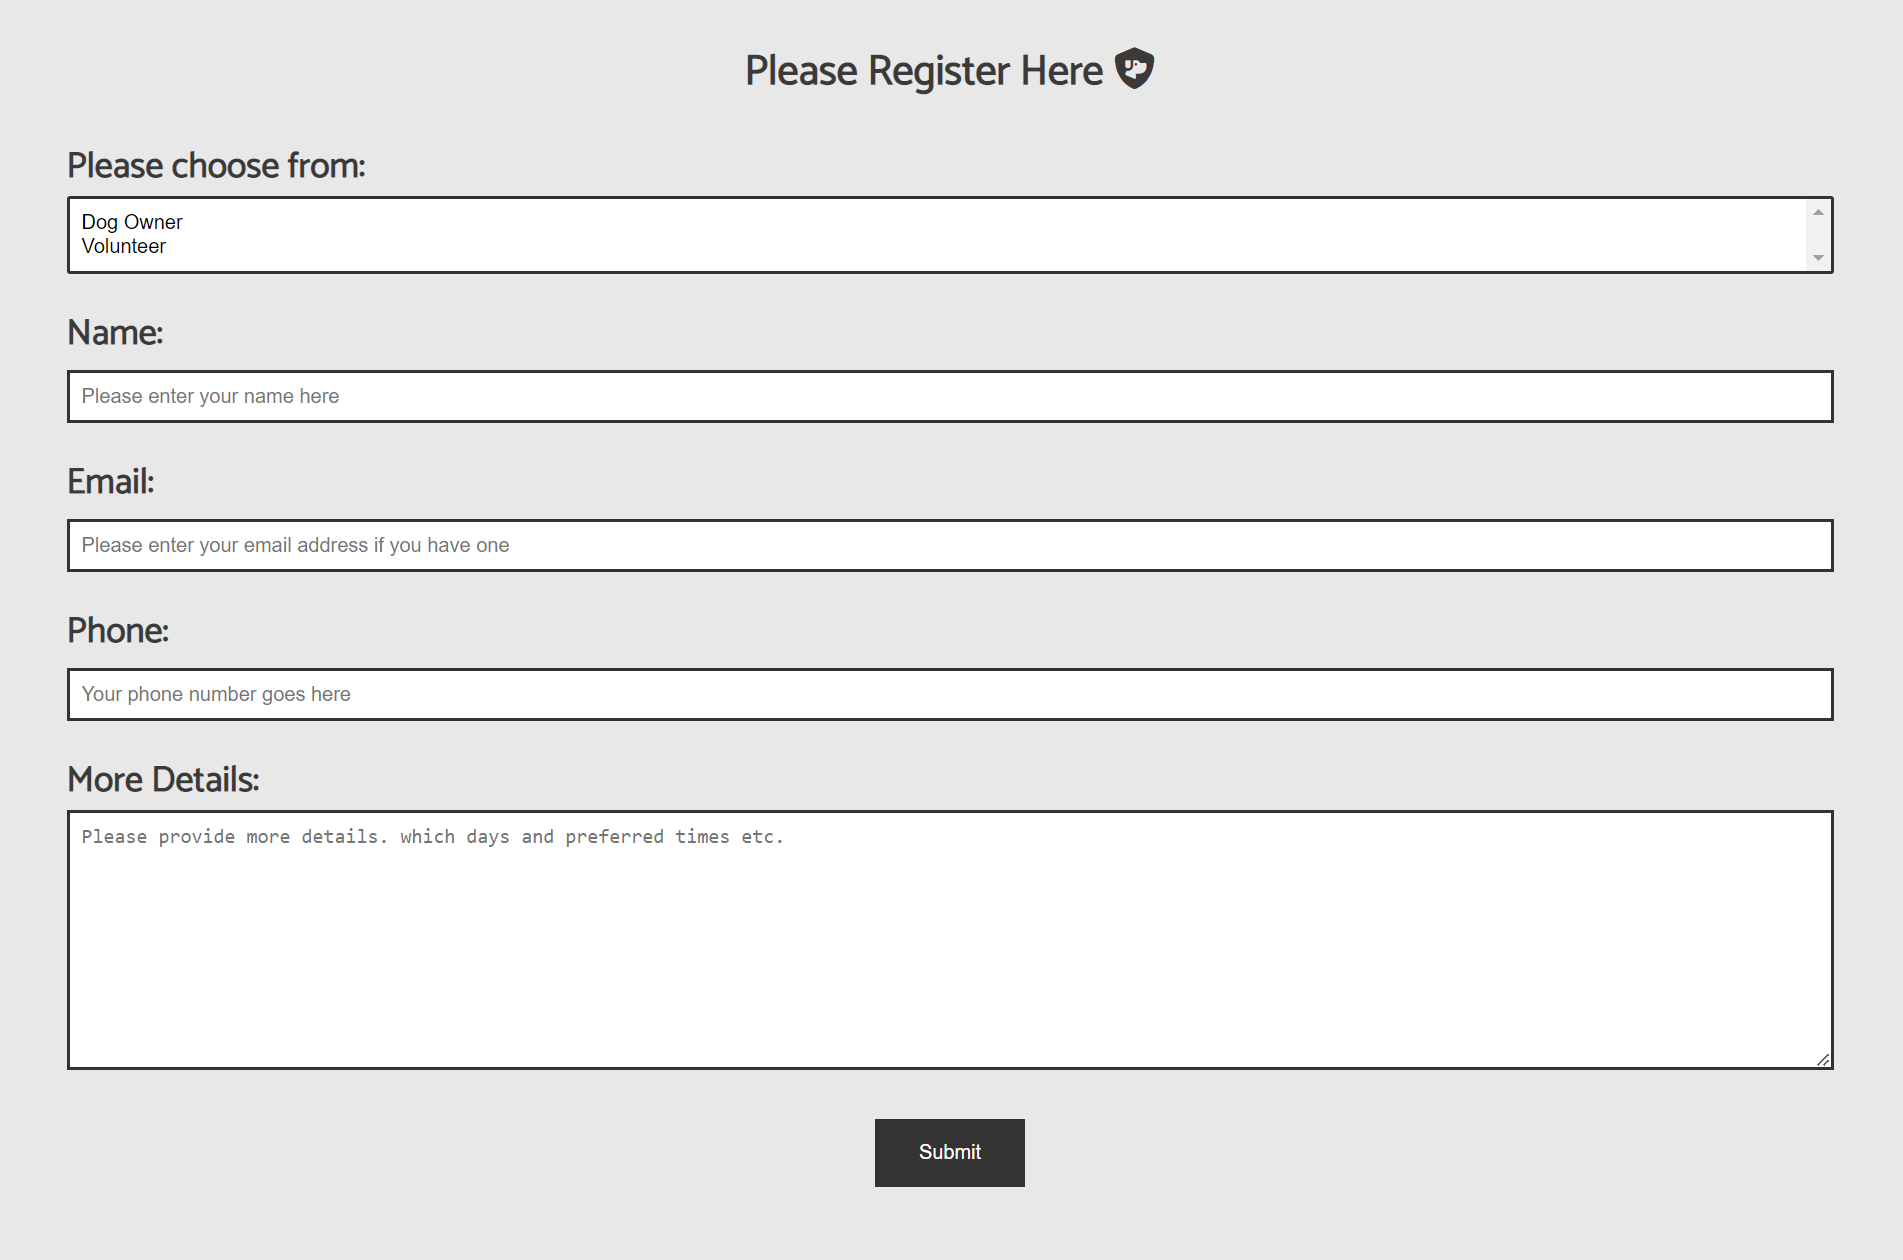 Please Register Here
Please choose from:
Dog Owner
Volunteer
Name:
Please enter your name here
Email:
Please enter your email address if you have one
Phone:
Your phone number goes here
More Details:
Please provide more details. which days and preferred times etc.
Submit